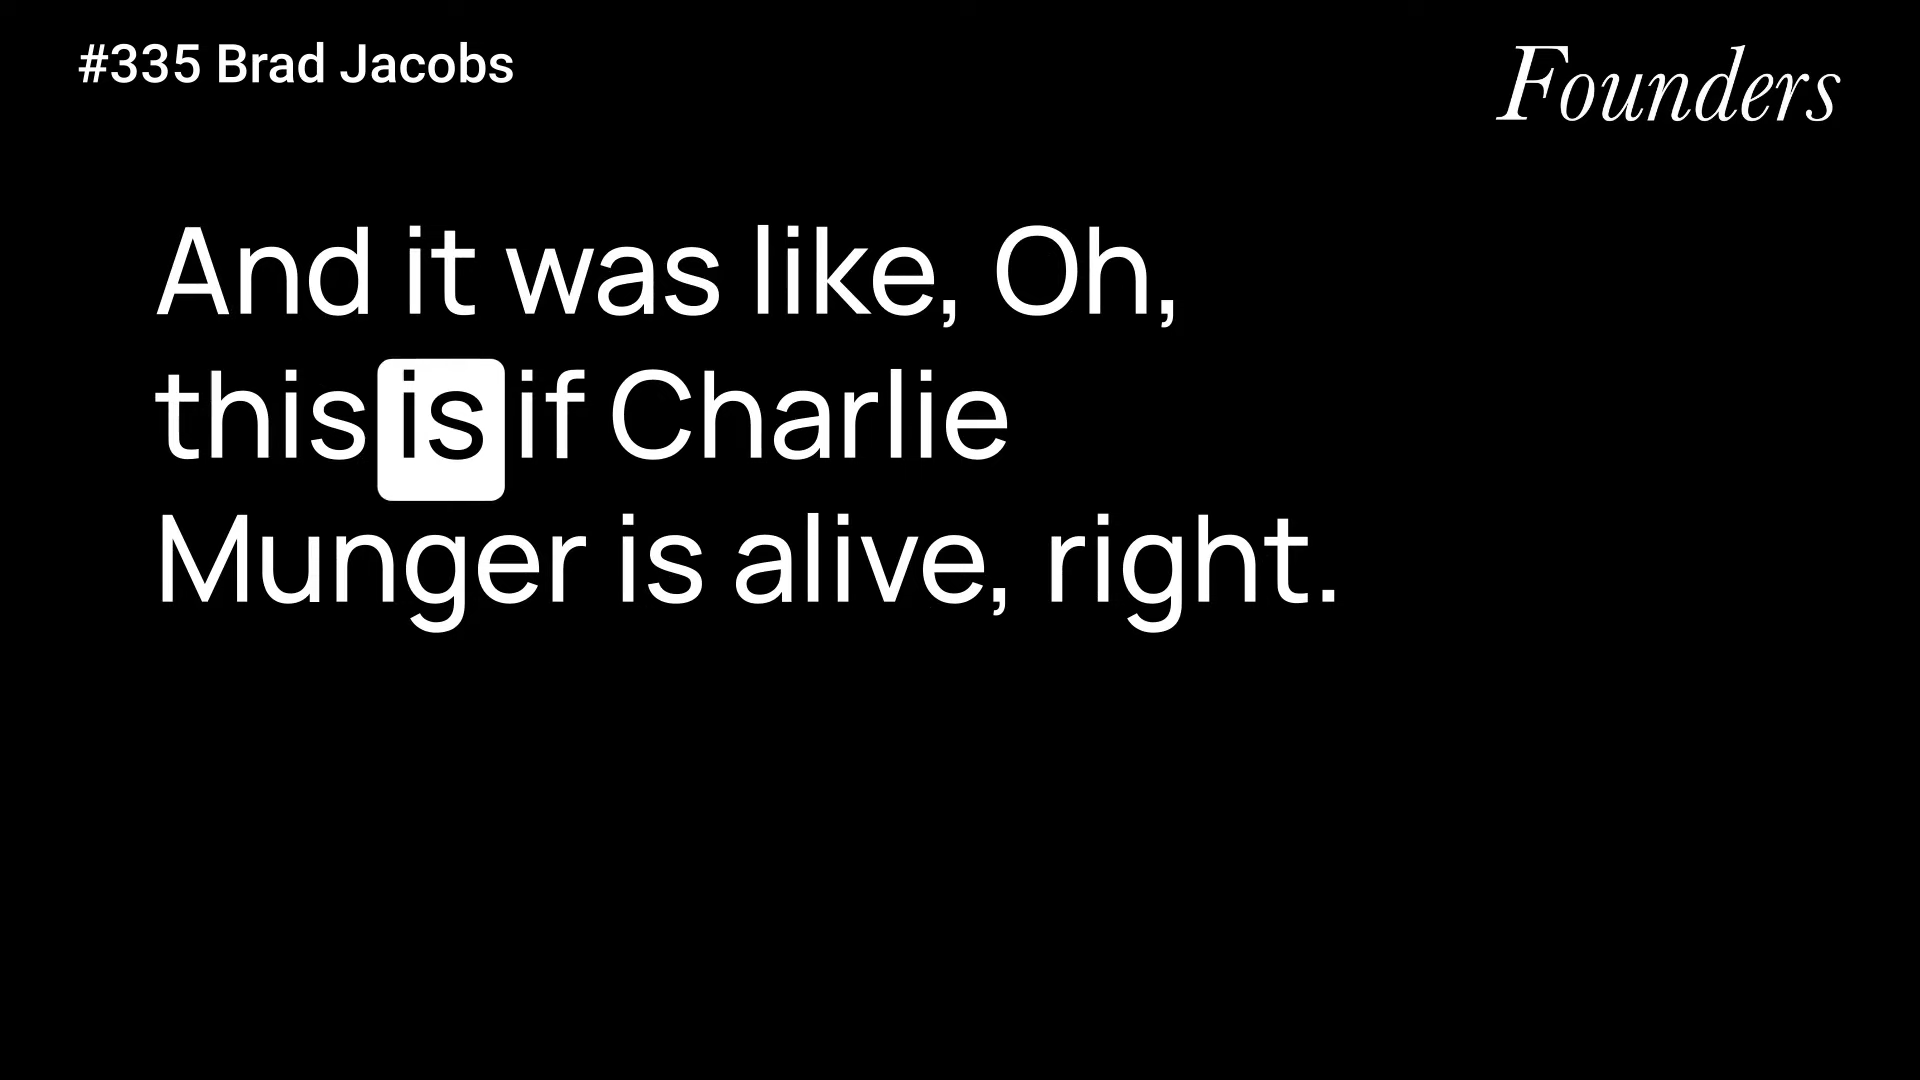 #335 Brad Jacobs
Founders
And it was like, Oh,
this is if Charlie
Munger is alive, right.